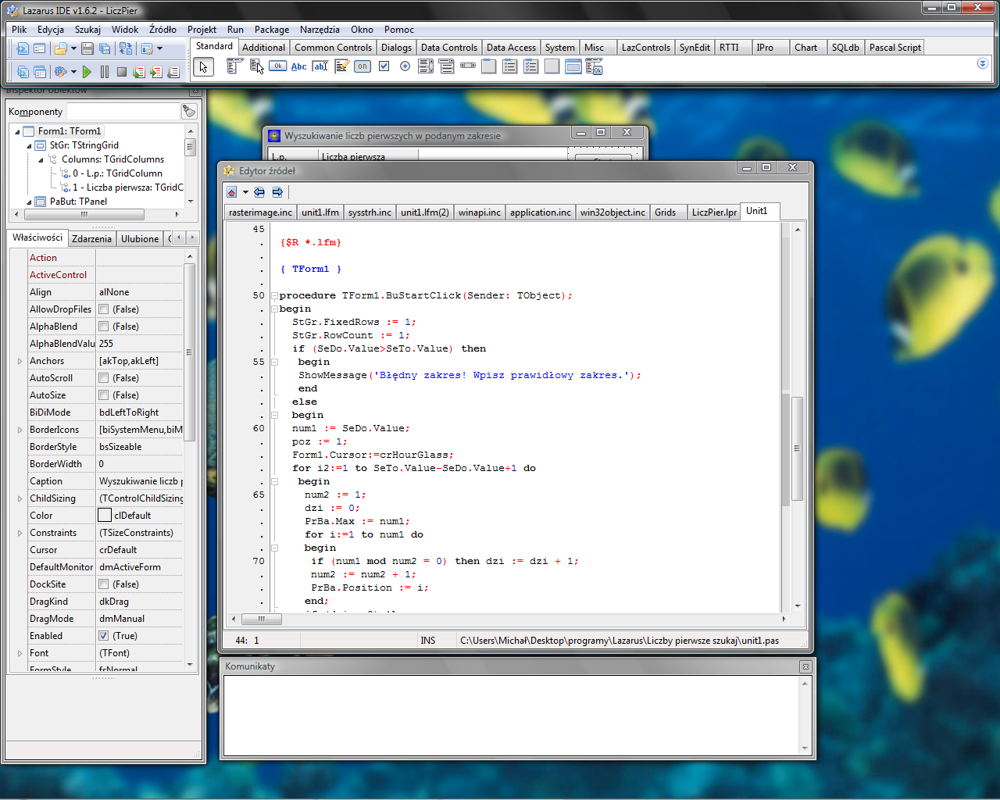 Lazarus IDE v1.6.2 - LiczPier
Plik Edycja Szukaj Widok Źródło Projekt Run Package Narzędzia Okno Pomoc
Standard Additional Common Controls Dialogs Data Controls Data Access System Misc LazControls SynEdit RTTI IPro Chart SQLdb Pascal Script
Ok Abc ab on Ok
Inspektor obiektów
Komponenty
Form1: TForm1
StGr: TStringGrid
Columns: TGridColumns
0 - L.p.: TGridColumn
1 - Liczba pierwsza: TGridC
PaBut: TPanel
Właściwości Zdarzenia Ulubione
Action
ActiveControl
Align alNone
AllowDropFiles (False)
AlphaBlend (False)
AlphaBlendValu 255
Anchors [akTop,akLeft]
AutoScroll (False)
AutoSize (False)
BiDiMode bdLeftToRight
BorderIcons [biSystemMenu,biM
BorderStyle bsSizeable
BorderWidth 0
Caption Wyszukiwanie liczb p
ChildSizing (TControlChildSizing
Color clDefault
Constraints (TSizeConstraints)
Cursor crDefault
DefaultMonitor dmActiveForm
DockSite (False)
DragKind dkDrag
DragMode dmManual
Enabled (True)
Font (TFont)
FormStyle fsNormal
Wyszukiwanie liczb pierwszych w podanym zakresie
L.p. Liczba pierwsza
Edytor źródeł
rasterimage.inc unit1.lfm sysstrh.inc unit1.lfm(2) winapi.inc application.inc win32object.inc Grids LiczPier.lpr Unit1
45
. {$R *.lfm}
.
. { TForm1 }
.
50 procedure TForm1.BuStartClick(Sender: TObject);
. begin
. StGr.FixedRows := 1;
. StGr.RowCount := 1;
. if (SeDo.Value>SeTo.Value) then
55 begin
. ShowMessage('Błędny zakres! Wpisz prawidłowy zakres.');
. end
. else
. begin
60 num1 := SeDo.Value;
. poz := 1;
. Form1.Cursor:=crHourGlass;
. for i2:=1 to SeTo.Value-SeDo.Value+1 do
. begin
65 num2 := 1;
. dzi := 0;
. PrBa.Max := num1;
. for i:=1 to num1 do
. begin
70 if (num1 mod num2 = 0) then dzi := dzi + 1;
. num2 := num2 + 1;
. PrBa.Position := i;
. end;
44: 1 INS C:\Users\Michał\Desktop\programy\Lazarus\Liczby pierwsze szukaj\unit1.pas
Komunikaty